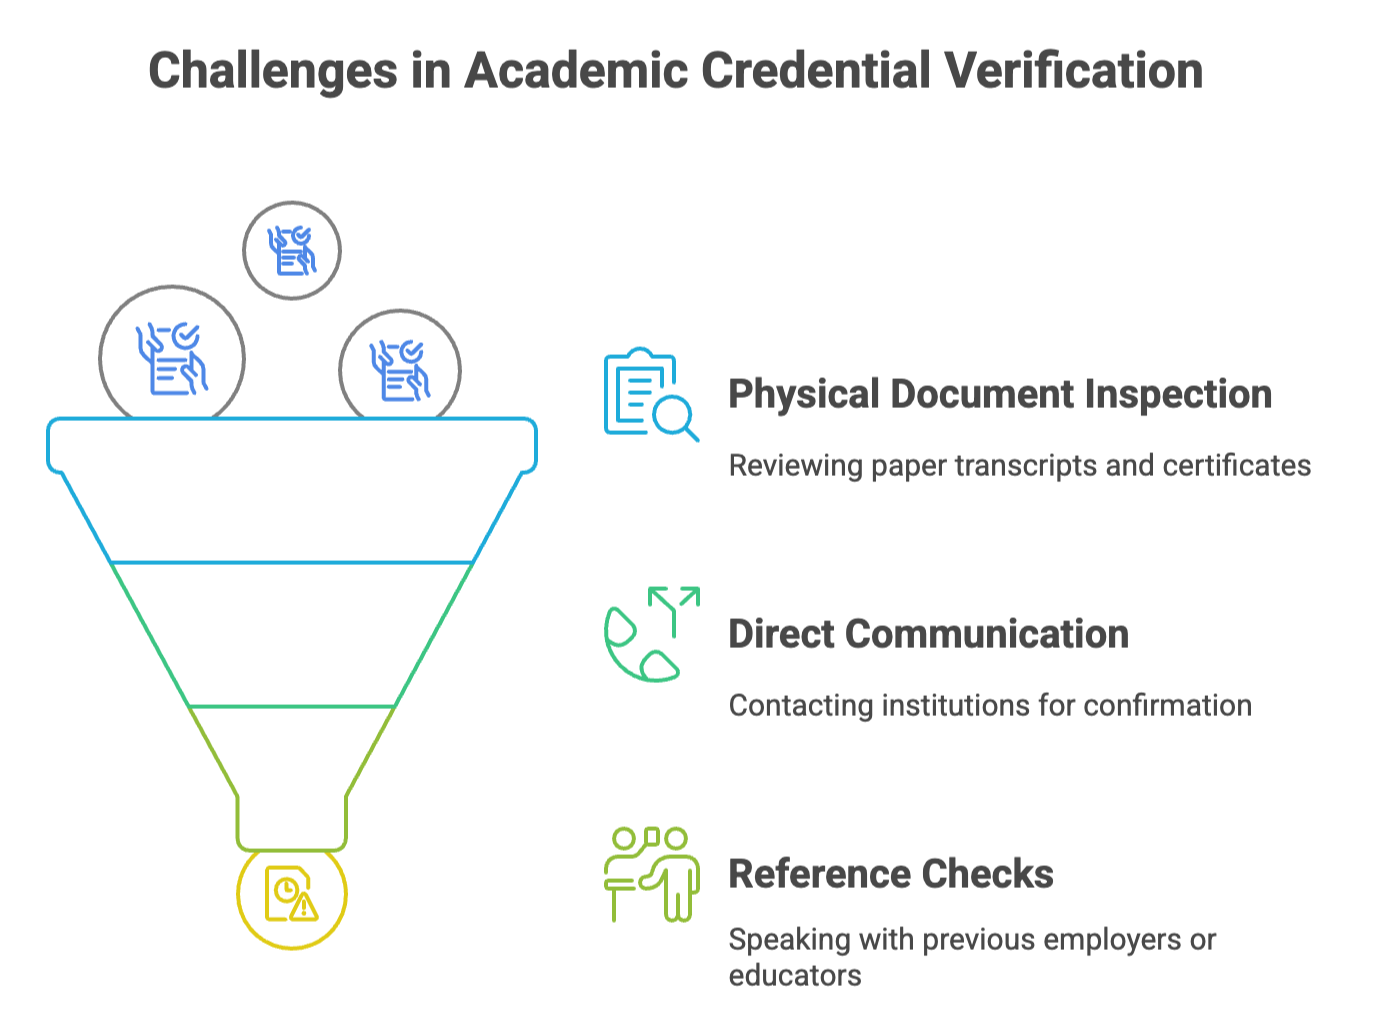 Challenges in Academic Credential Verification
Physical Document Inspection
Reviewing paper transcripts and certificates
Direct Communication
Contacting institutions for confirmation
Reference Checks
Speaking with previous employers or
educators